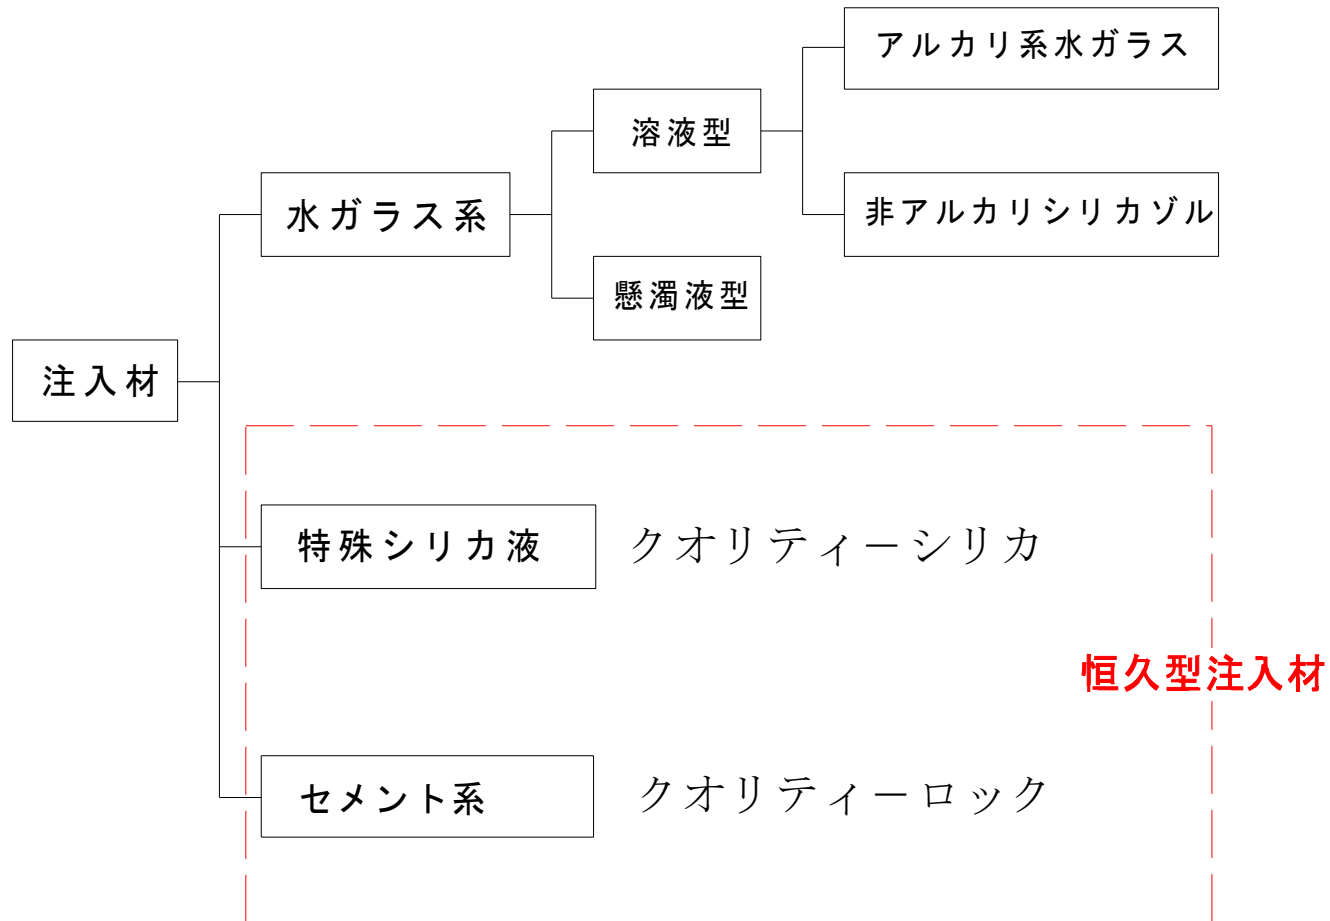 アルカリ系水ガラス
溶液型
水ガラス系
非アルカリシリカゾル
懸濁液型
注入材
特殊シリカ液
クオリティーシリカ
恒久型注入材
セメント系
クオリティーロック